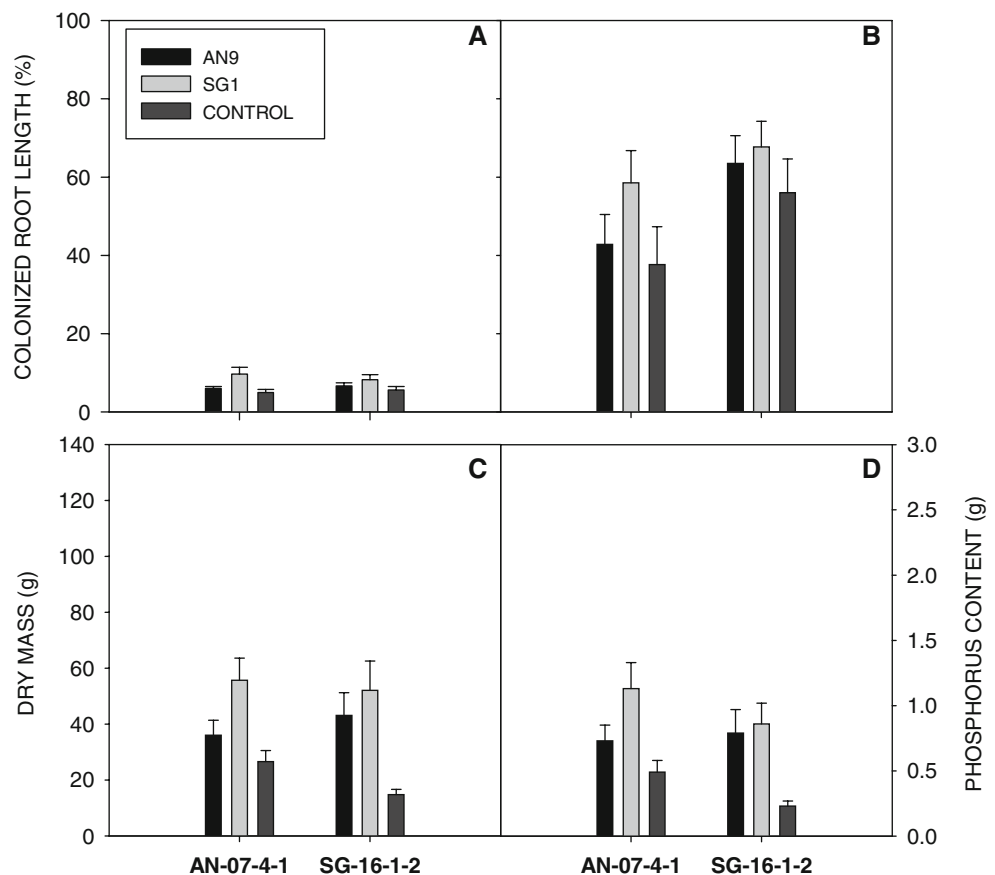 COLONIZED ROOT LENGTH (%)
100
80
60
40
20
0
AN9
SG1
CONTROL
A
B
DRY MASS (g)
140
120
100
80
60
40
20
0
C
D
3.0
2.5
2.0
1.5
1.0
0.5
0.0
PHOSPHORUS CONTENT (g)
AN-07-4-1
SG-16-1-2
AN-07-4-1
SG-16-1-2